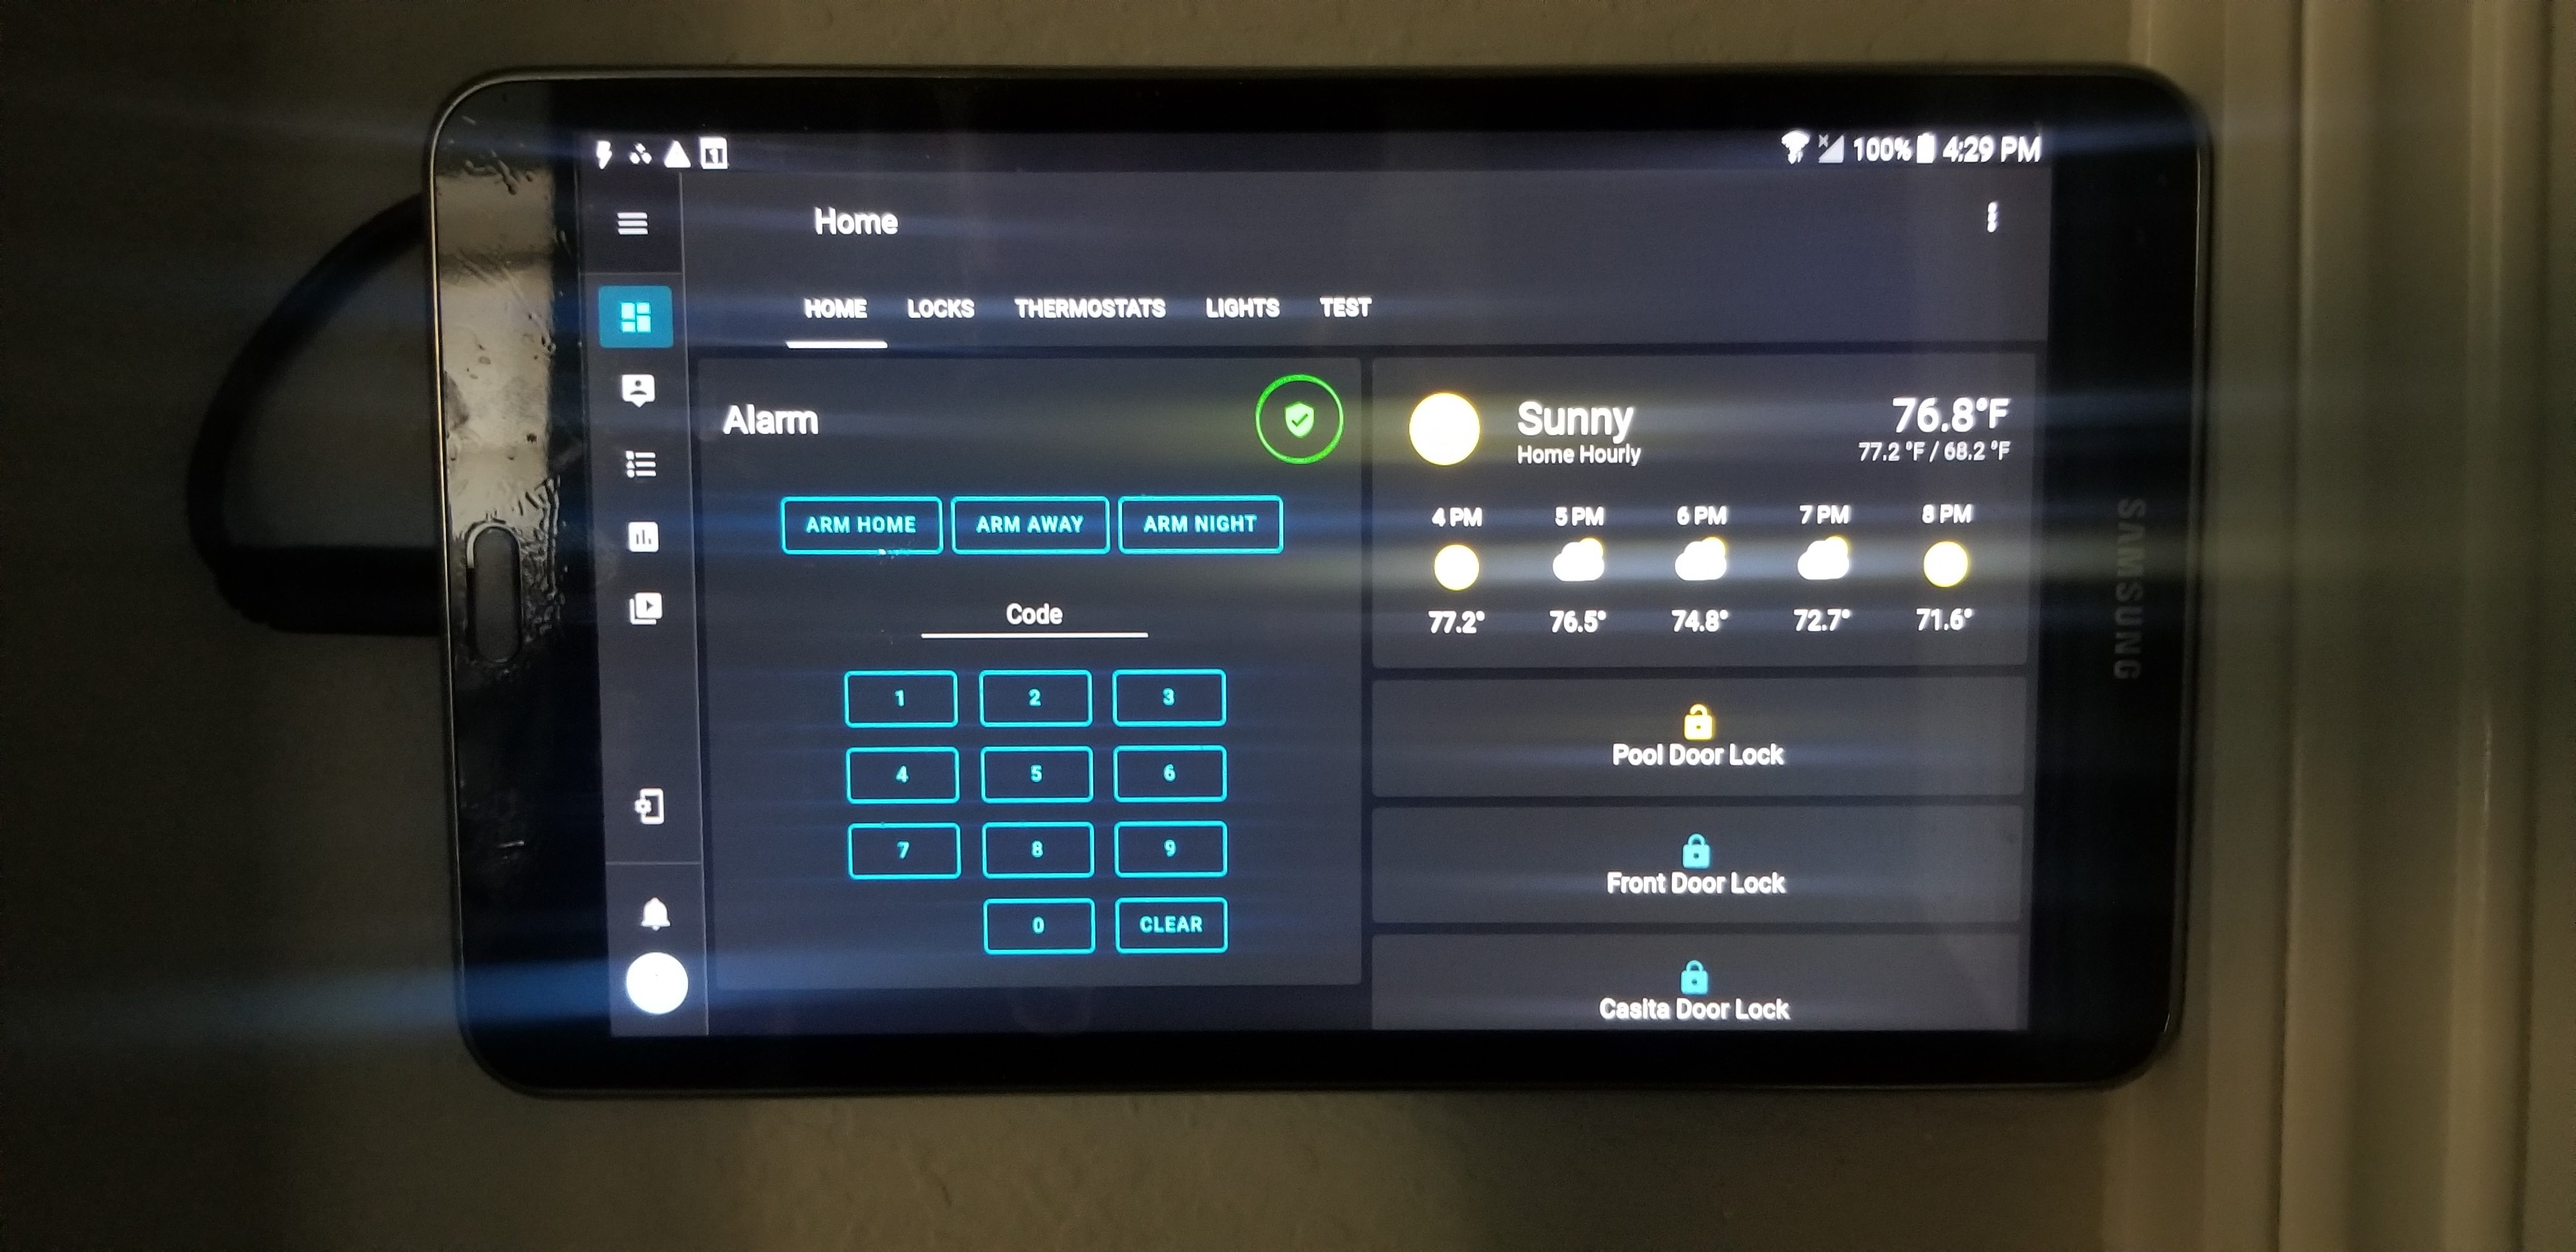 100% 4:29 PM
Home
HOME LOCKS THERMOSTATS LIGHTS TEST
Alarm
ARM HOME ARM AWAY ARM NIGHT
Code
1 2 3
4 5 6
7 8 9
0 CLEAR
Sunny
Home Hourly
76.8°F
77.2 °F / 68.2 °F
4 PM 5 PM 6 PM 7 PM 8 PM
77.2° 76.5° 74.8° 72.7° 71.6°
Pool Door Lock
Front Door Lock
Casita Door Lock
SAMSUNG